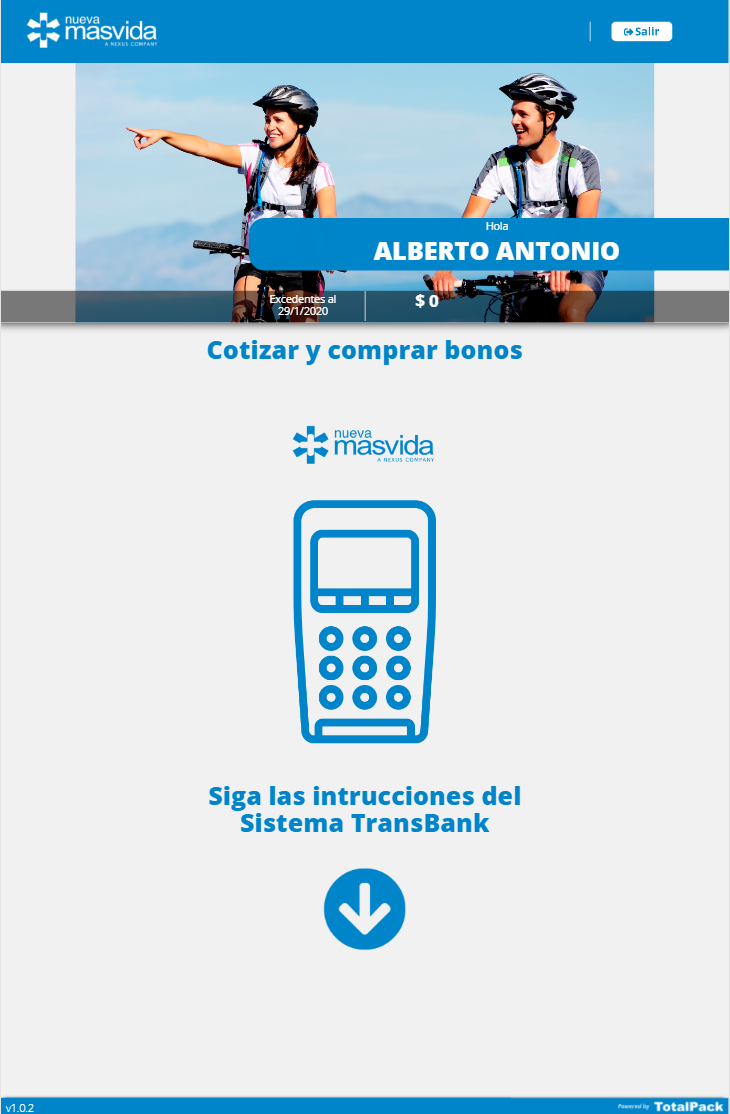 nueva
masvida
A NEXUS COMPANY
Salir
Hola
ALBERTO ANTONIO
Excedentes al
29/1/2020
$ 0
Cotizar y comprar bonos
nueva
masvida
A NEXUS COMPANY
Siga las intrucciones del
Sistema TransBank
v1.0.2
Powered by TotalPack